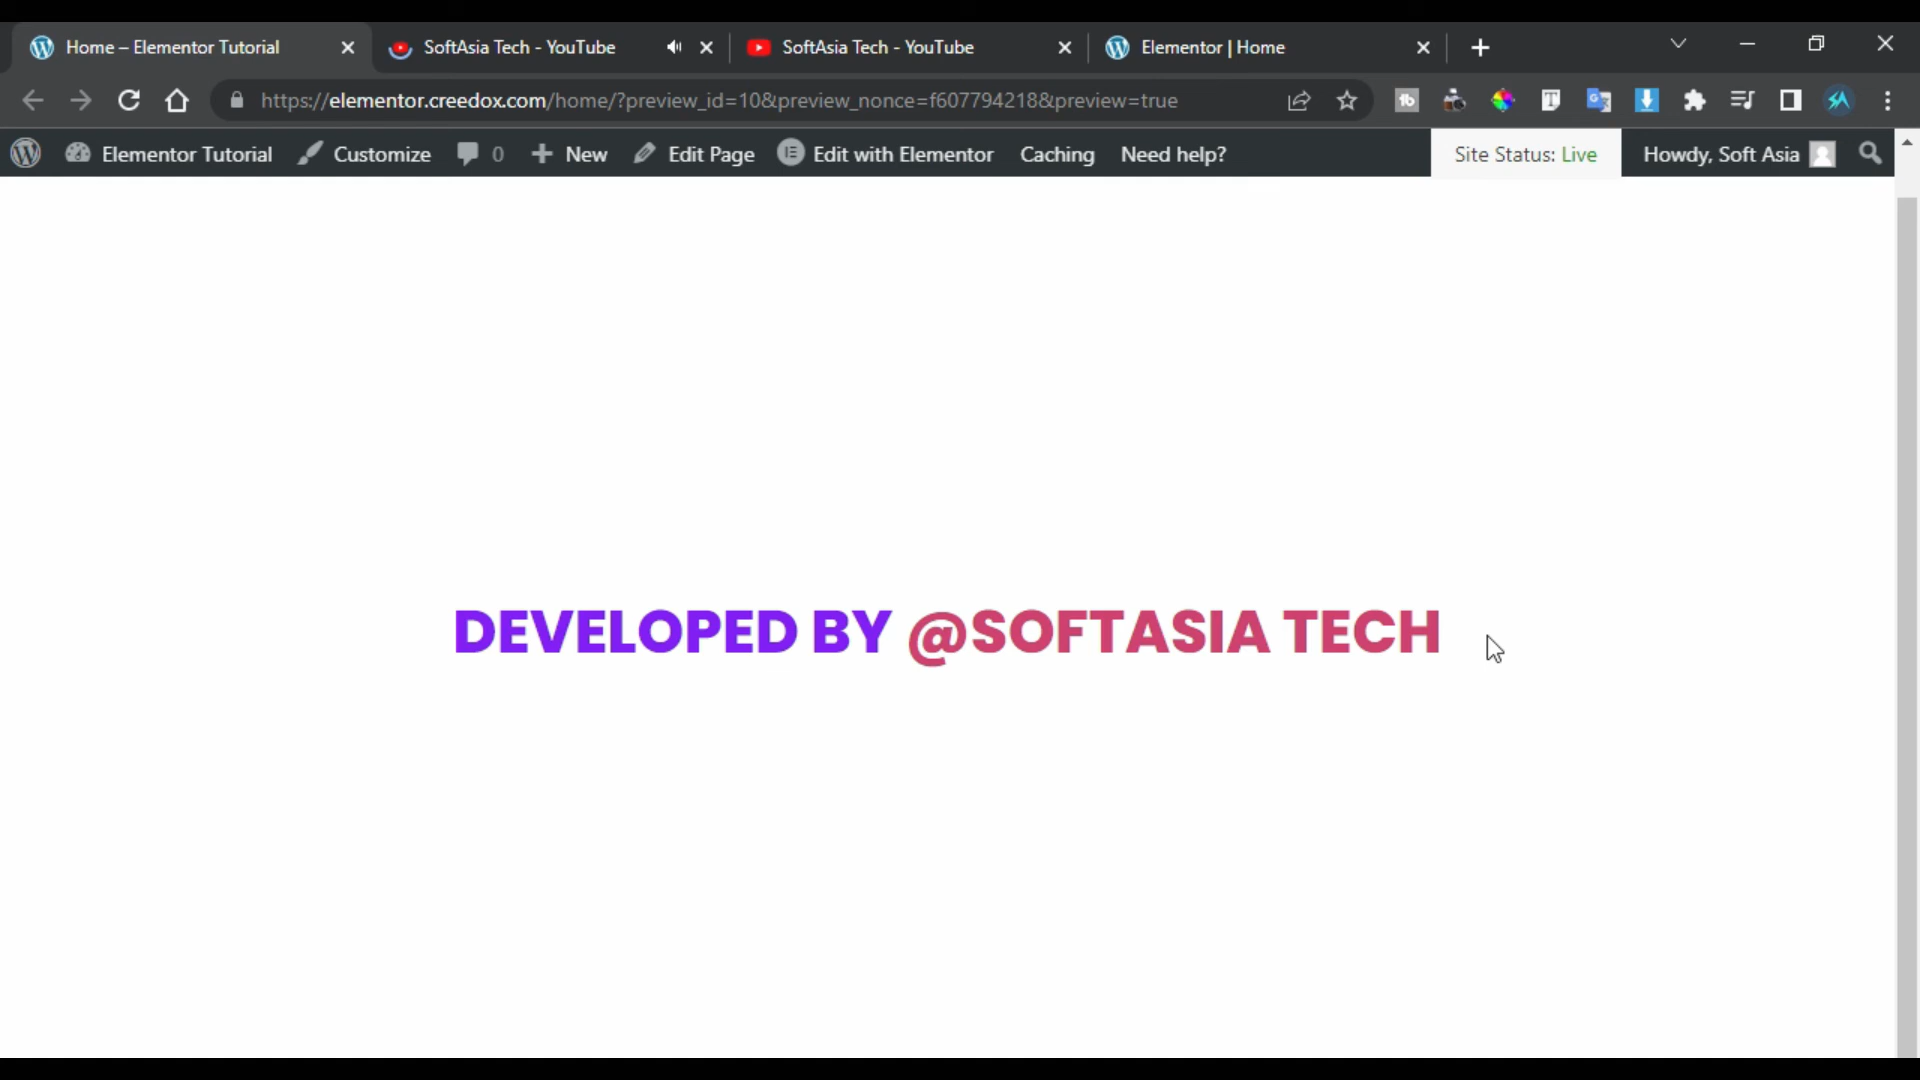 Home – Elementor Tutorial
SoftAsia Tech - YouTube
SoftAsia Tech - YouTube
Elementor | Home
https://elementor.creedox.com/home/?preview_id=10&preview_nonce=f607794218&preview=true
Elementor Tutorial
Customize
0
New
Edit Page
Edit with Elementor
Caching
Need help?
Site Status: Live
Howdy, Soft Asia
DEVELOPED BY @SOFTASIA TECH